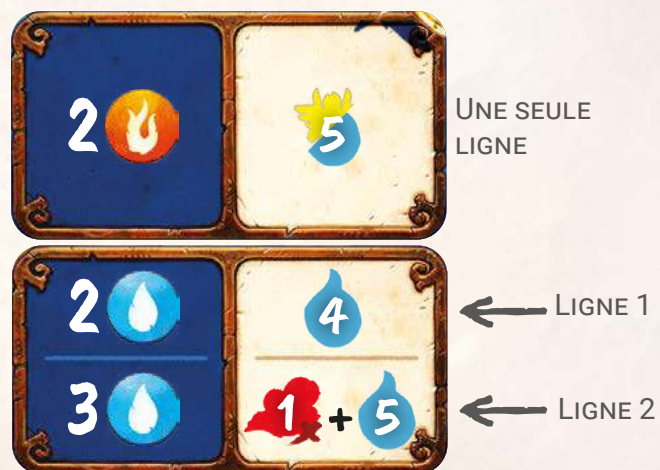 2 5
UNE SEULE
LIGNE
2 4
LIGNE 1
3 1 + 5
LIGNE 2